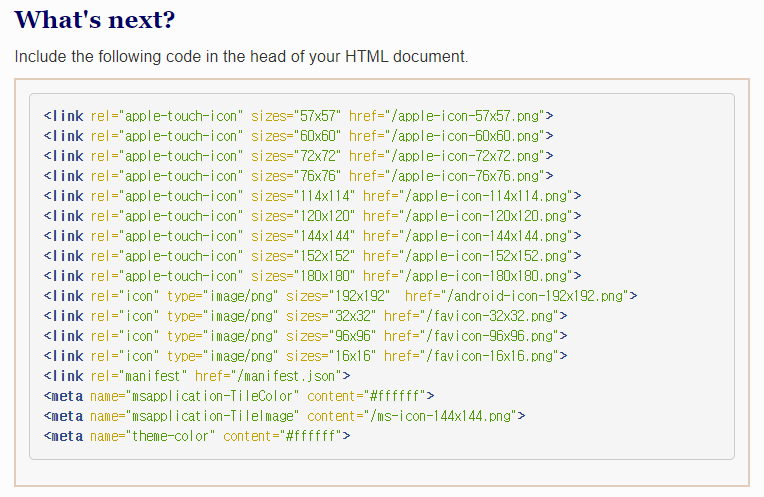 What's next?
Include the following code in the head of your HTML document.
<link rel="apple-touch-icon" sizes="57x57" href="/apple-icon-57x57.png">
<link rel="apple-touch-icon" sizes="60x60" href="/apple-icon-60x60.png">
<link rel="apple-touch-icon" sizes="72x72" href="/apple-icon-72x72.png">
<link rel="apple-touch-icon" sizes="76x76" href="/apple-icon-76x76.png">
<link rel="apple-touch-icon" sizes="114x114" href="/apple-icon-114x114.png">
<link rel="apple-touch-icon" sizes="120x120" href="/apple-icon-120x120.png">
<link rel="apple-touch-icon" sizes="144x144" href="/apple-icon-144x144.png">
<link rel="apple-touch-icon" sizes="152x152" href="/apple-icon-152x152.png">
<link rel="apple-touch-icon" sizes="180x180" href="/apple-icon-180x180.png">
<link rel="icon" type="image/png" sizes="192x192"  href="/android-icon-192x192.png">
<link rel="icon" type="image/png" sizes="32x32" href="/favicon-32x32.png">
<link rel="icon" type="image/png" sizes="96x96" href="/favicon-96x96.png">
<link rel="icon" type="image/png" sizes="16x16" href="/favicon-16x16.png">
<link rel="manifest" href="/manifest.json">
<meta name="msapplication-TileColor" content="#ffffff">
<meta name="msapplication-TileImage" content="/ms-icon-144x144.png">
<meta name="theme-color" content="#ffffff">